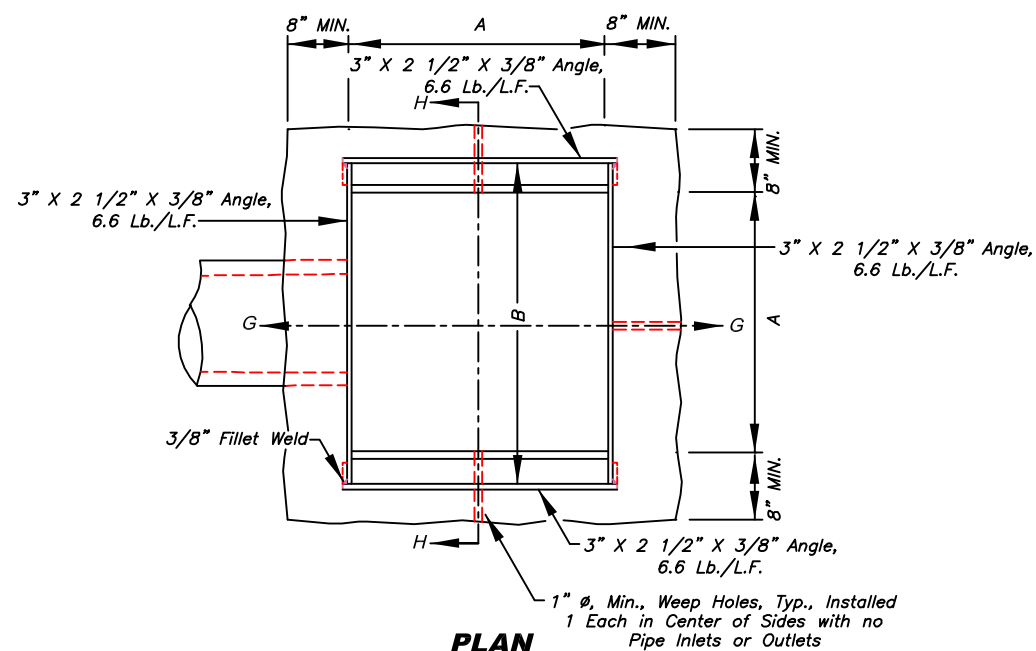 8" MIN.
A
8" MIN.
3" X 2 1/2" X 3/8" Angle,
6.6 Lb./L.F.
H
8" MIN.
3" X 2 1/2" X 3/8" Angle,
6.6 Lb./L.F.
3" X 2 1/2" X 3/8" Angle,
6.6 Lb./L.F.
B
A
G
G
3/8" Fillet Weld
8" MIN.
H
3" X 2 1/2" X 3/8" Angle,
6.6 Lb./L.F.
1" ø, Min., Weep Holes, Typ., Installed
1 Each in Center of Sides with no
Pipe Inlets or Outlets
PLAN